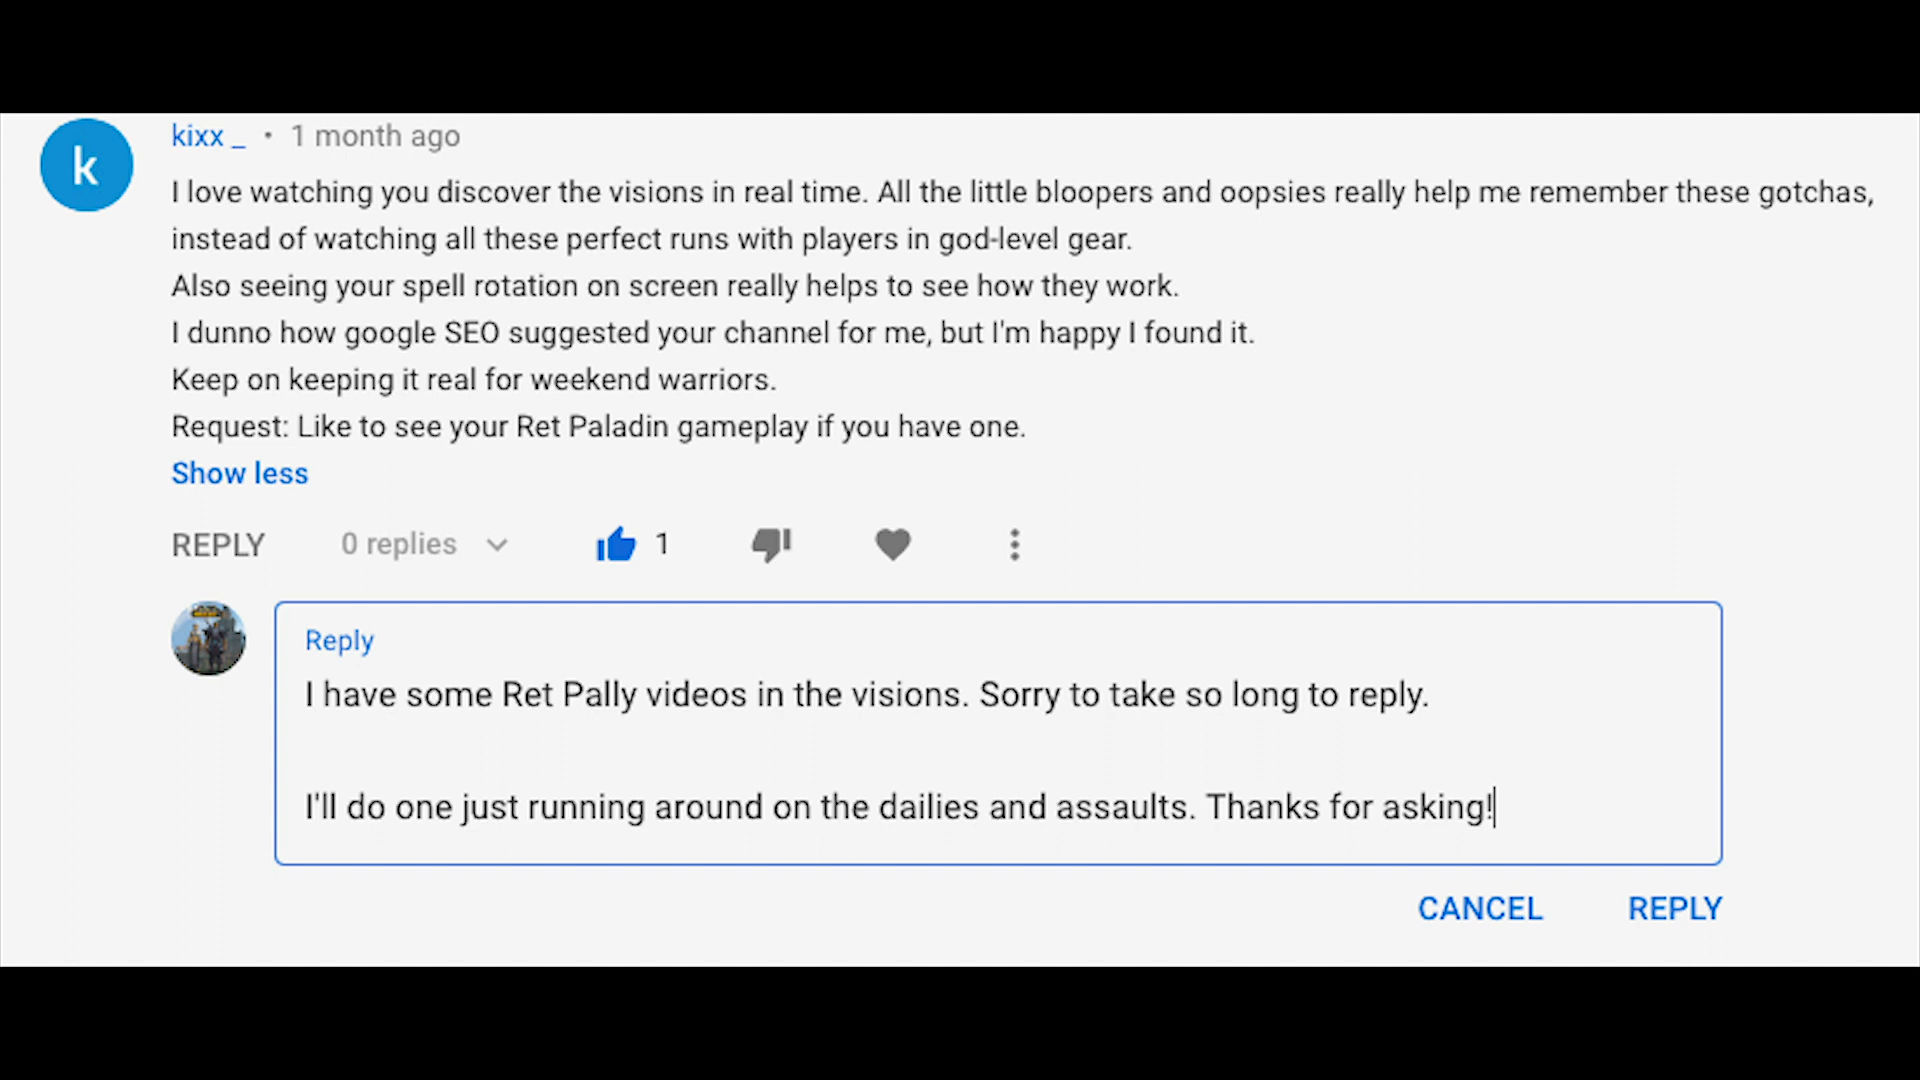 k
kixx _ • 1 month ago
I love watching you discover the visions in real time. All the little bloopers and oopsies really help me remember these gotchas,
instead of watching all these perfect runs with players in god-level gear.
Also seeing your spell rotation on screen really helps to see how they work.
I dunno how google SEO suggested your channel for me, but I'm happy I found it.
Keep on keeping it real for weekend warriors.
Request: Like to see your Ret Paladin gameplay if you have one.
Show less
REPLY 0 replies 1
Reply
I have some Ret Pally videos in the visions. Sorry to take so long to reply.
I'll do one just running around on the dailies and assaults. Thanks for asking!
CANCEL REPLY